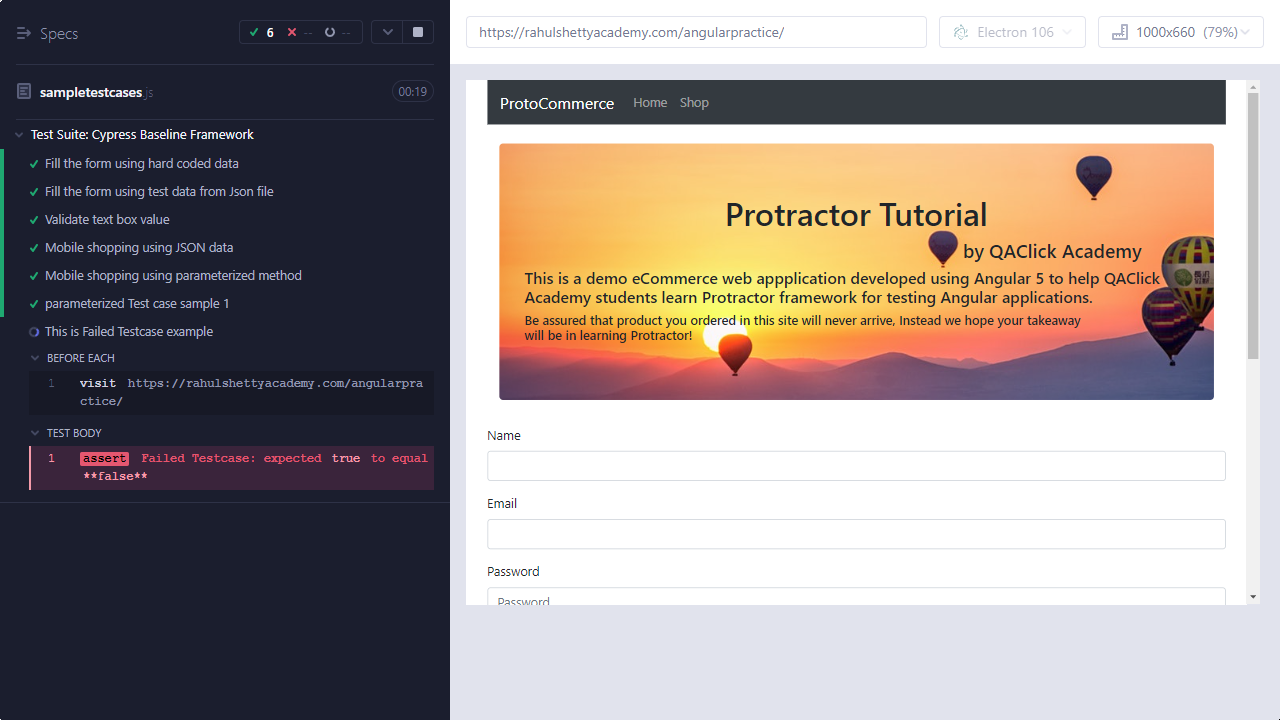 Specs
6 -- --
sampletestcases.js
00:19
Test Suite: Cypress Baseline Framework
Fill the form using hard coded data
Fill the form using test data from Json file
Validate text box value
Mobile shopping using JSON data
Mobile shopping using parameterized method
parameterized Test case sample 1
This is Failed Testcase example
BEFORE EACH
1 visit https://rahulshettyacademy.com/angularpra
ctice/
TEST BODY
1 assert Failed Testcase: expected true to equal
**false**
https://rahulshettyacademy.com/angularpractice/
Electron 106
1000x660 (79%)
ProtoCommerce Home Shop
Protractor Tutorial
by QAClick Academy
This is a demo eCommerce web appplication developed using Angular 5 to help QAClick
Academy students learn Protractor framework for testing Angular applications.
Be assured that product you ordered in this site will never arrive, Instead we hope your takeaway
will be in learning Protractor!
Name
Email
Password
Password